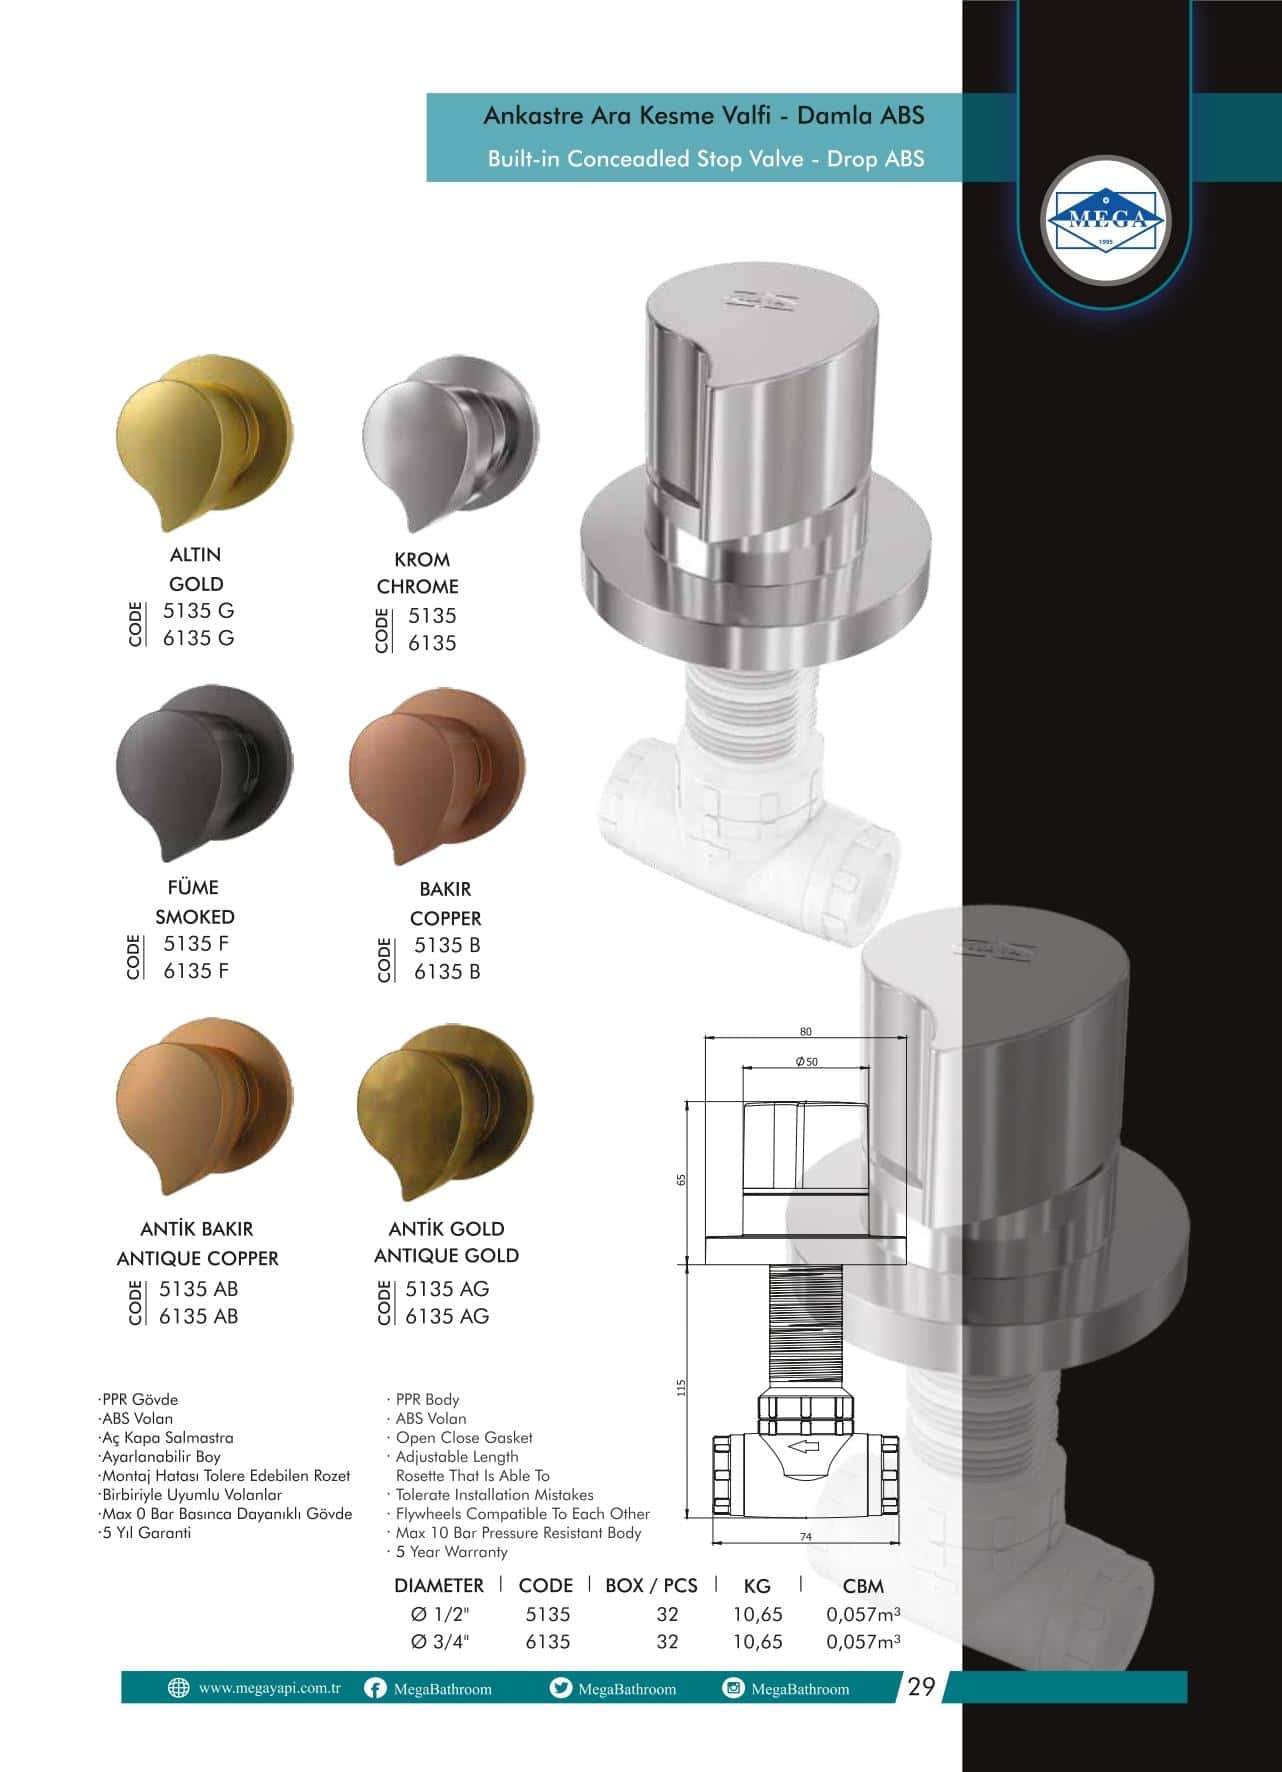 Ankastre Ara Kesme Valfi - Damla ABS
Built-in Conceadled Stop Valve - Drop ABS
MEGA
1995
ALTIN
GOLD
CODE
5135 G
6135 G
KROM
CHROME
CODE
5135
6135
FÜME
SMOKED
CODE
5135 F
6135 F
BAKIR
COPPER
CODE
5135 B
6135 B
ANTİK BAKIR
ANTIQUE COPPER
CODE
5135 AB
6135 AB
ANTİK GOLD
ANTIQUE GOLD
CODE
5135 AG
6135 AG
80
Ø50
65
115
74
·PPR Gövde
·ABS Volan
·Aç Kapa Salmastra
·Ayarlanabilir Boy
·Montaj Hatası Tolere Edebilen Rozet
·Birbiriyle Uyumlu Volanlar
·Max 0 Bar Basınca Dayanıklı Gövde
·5 Yıl Garanti
· PPR Body
· ABS Volan
· Open Close Gasket
· Adjustable Length
Rosette That Is Able To
· Tolerate Installation Mistakes
· Flywheels Compatible To Each Other
· Max 10 Bar Pressure Resistant Body
· 5 Year Warranty
DIAMETER | CODE | BOX / PCS | KG | CBM
Ø 1/2" 5135 32 10,65 0,057m³
Ø 3/4" 6135 32 10,65 0,057m³
www.megayapi.com.tr MegaBathroom MegaBathroom MegaBathroom 29